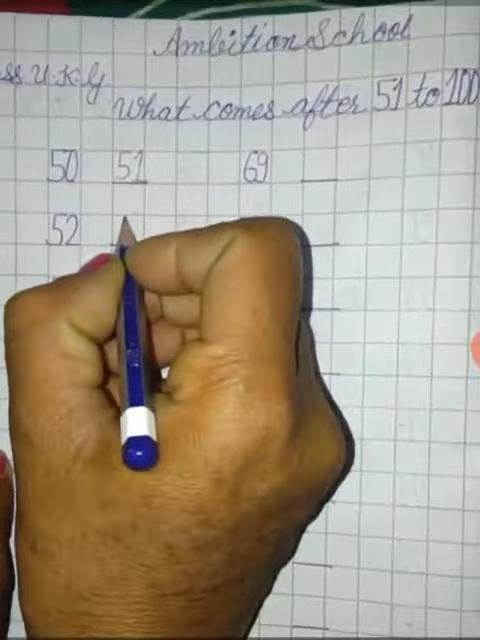 Ambition School
ss U.K.G
What comes after 51 to 100
50 51 69
52